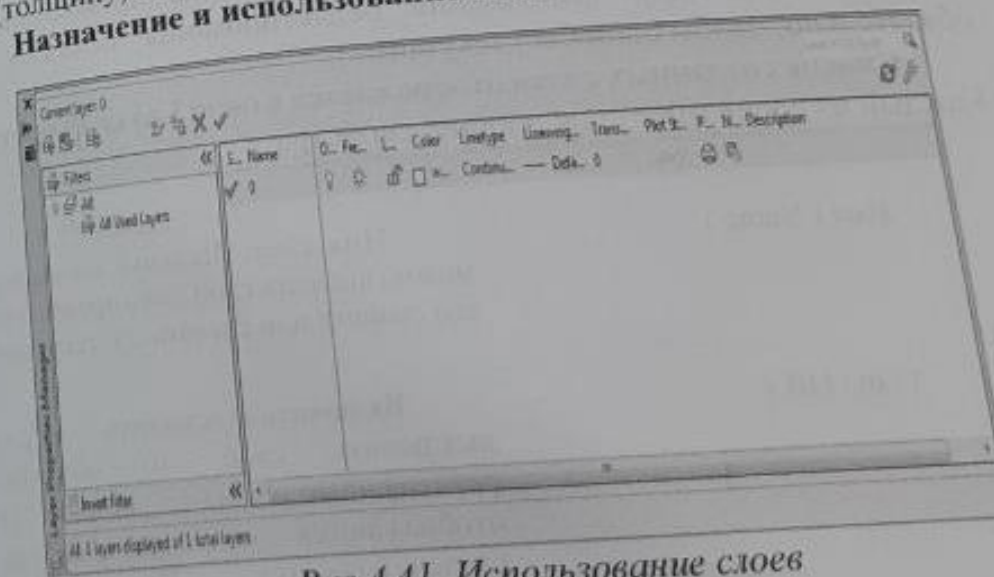 толщину,
Назначение и использован
Current layer: 0
Filters
All
All Used Layers
S... Name O... Fre... L... Color Linetype Lineweig... Trans... Plot St... P... N... Description
0 Continu... Defa... 0
Invert filter
Layer Properties Manager
All: 1 layers displayed of 1 total layers
Рис 4.41. Использование слоев